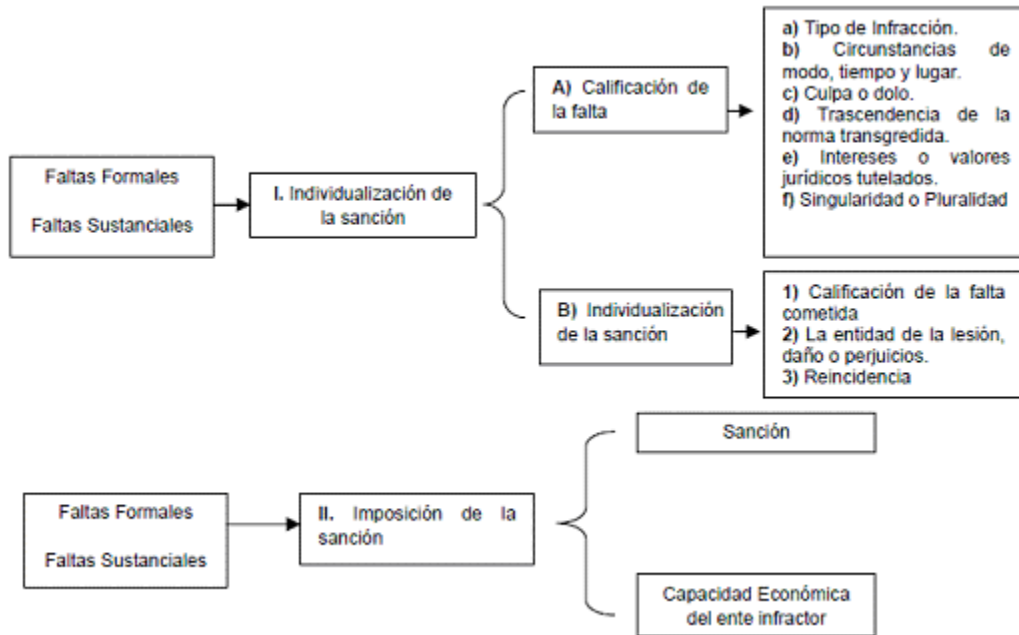 Faltas Formales
Faltas Sustanciales
I. Individualización de
la sanción
A) Calificación de
la falta
a) Tipo de Infracción.
b) Circunstancias de
modo, tiempo y lugar.
c) Culpa o dolo.
d) Trascendencia de la
norma transgredida.
e) Intereses o valores
jurídicos tutelados.
f) Singularidad o Pluralidad
B) Individualización
de la sanción
1) Calificación de la falta
cometida
2) La entidad de la lesión,
daño o perjuicios.
3) Reincidencia
Faltas Formales
Faltas Sustanciales
II. Imposición de la
sanción
Sanción
Capacidad Económica
del ente infractor